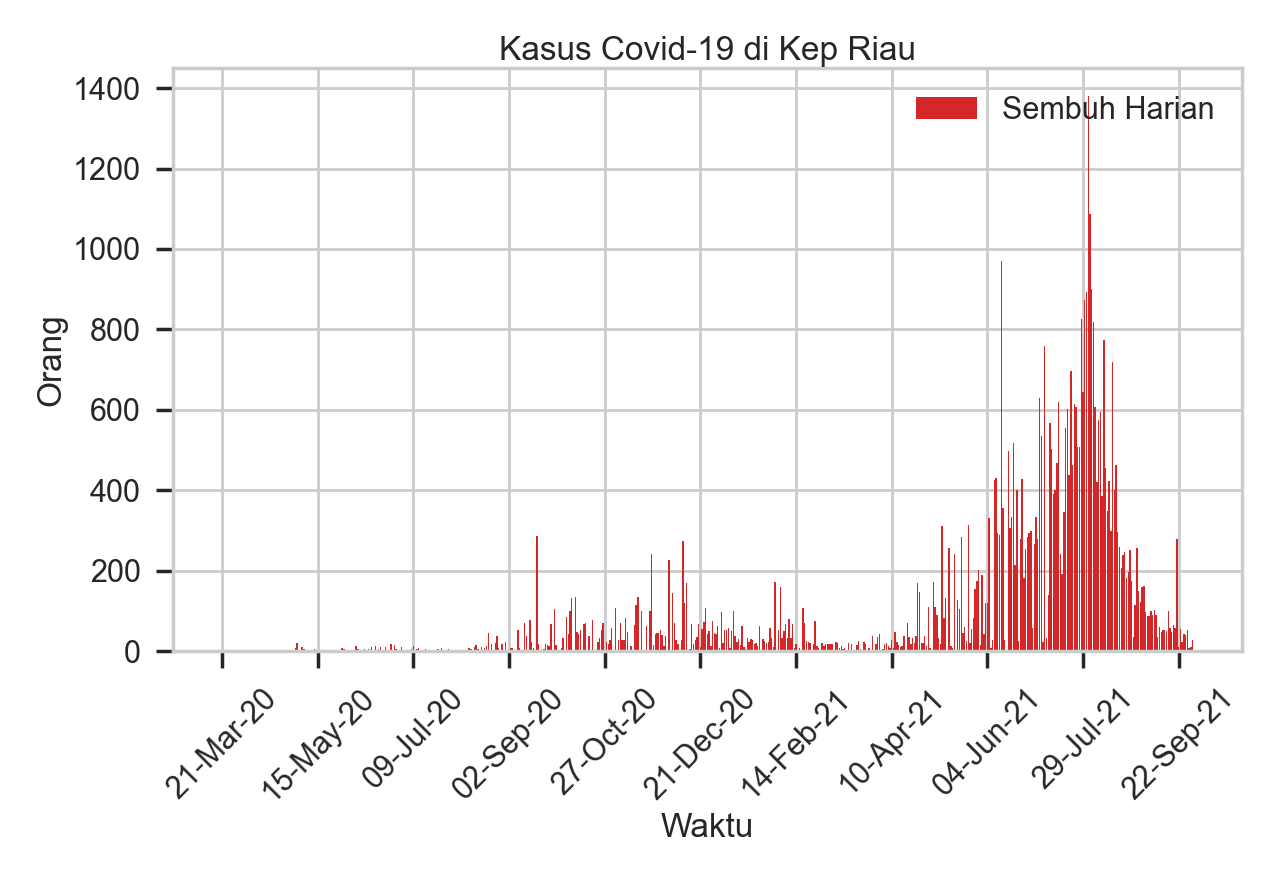 Kasus Covid-19 di Kep Riau
Sembuh Harian
Orang
1400
1200
1000
800
600
400
200
0
21-Mar-20
15-May-20
09-Jul-20
02-Sep-20
27-Oct-20
21-Dec-20
14-Feb-21
10-Apr-21
04-Jun-21
29-Jul-21
22-Sep-21
Waktu